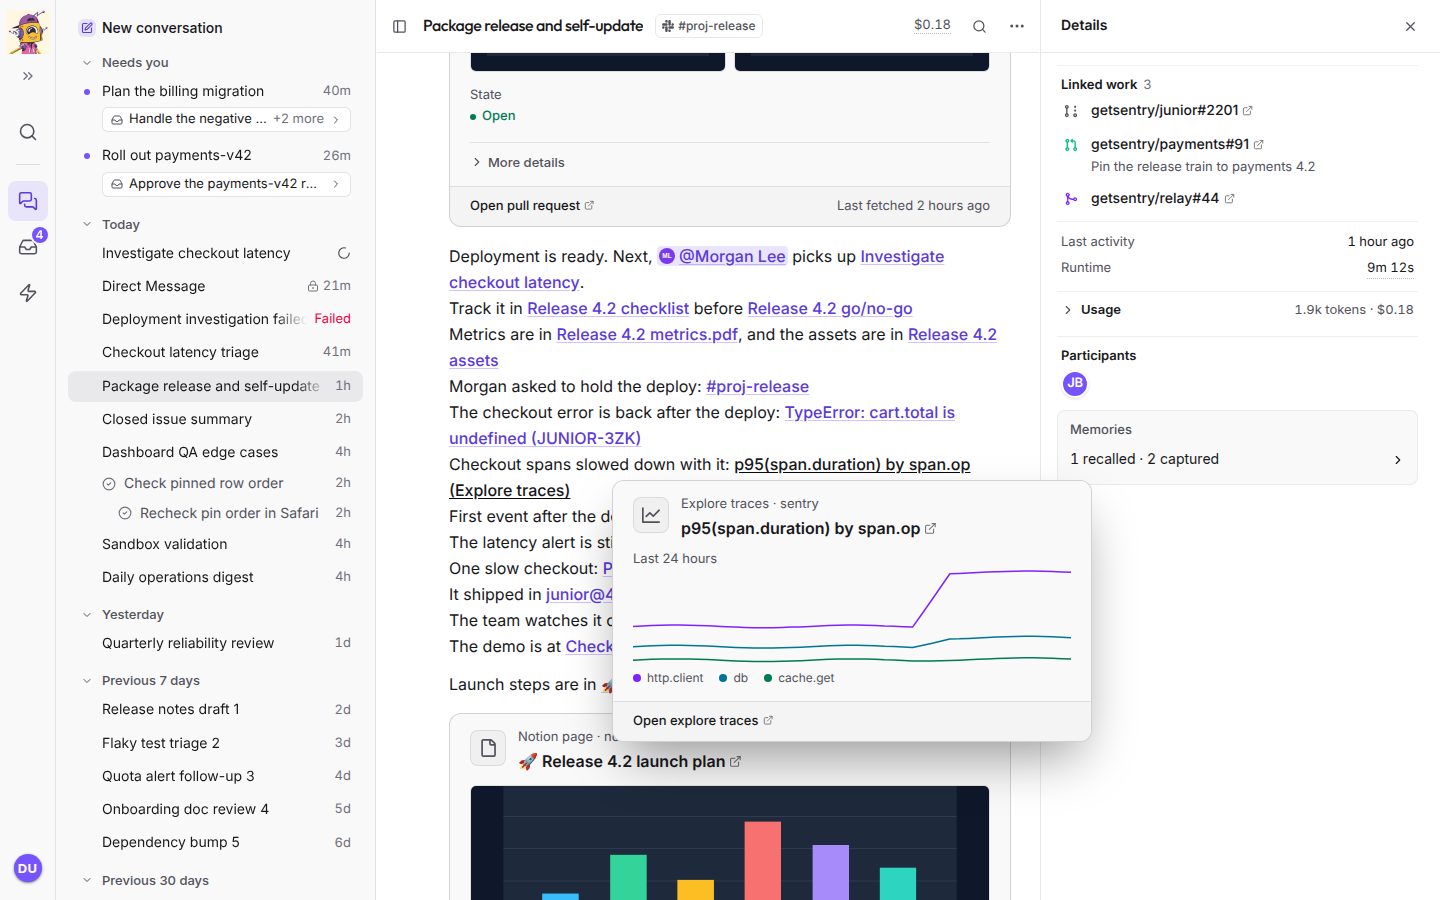 New conversation
Needs you
Plan the billing migration 40m
Handle the negative ... +2 more
Roll out payments-v42 26m
Approve the payments-v42 r...
Today
Investigate checkout latency
Direct Message 21m
Deployment investigation failed Failed
Checkout latency triage 41m
Package release and self-update 1h
Closed issue summary 2h
Dashboard QA edge cases 4h
Check pinned row order 2h
Recheck pin order in Safari 2h
Sandbox validation 4h
Daily operations digest 4h
Yesterday
Quarterly reliability review 1d
Previous 7 days
Release notes draft 1 2d
Flaky test triage 2 3d
Quota alert follow-up 3 4d
Onboarding doc review 4 5d
Dependency bump 5 6d
Previous 30 days
4
DU
Package release and self-update #proj-release $0.18
State
Open
More details
Open pull request Last fetched 2 hours ago
Deployment is ready. Next, ML @Morgan Lee picks up Investigate
checkout latency.
Track it in Release 4.2 checklist before Release 4.2 go/no-go
Metrics are in Release 4.2 metrics.pdf, and the assets are in Release 4.2
assets
Morgan asked to hold the deploy: #proj-release
The checkout error is back after the deploy: TypeError: cart.total is
undefined (JUNIOR-3ZK)
Checkout spans slowed down with it: p95(span.duration) by span.op
(Explore traces)
First event after the d
The latency alert is sti
One slow checkout: P
It shipped in junior@4
The team watches it
The demo is at Check
Launch steps are in 🚀
Explore traces · sentry
p95(span.duration) by span.op
Last 24 hours
http.client db cache.get
Open explore traces
Notion page ·
🚀 Release 4.2 launch plan
Details
Linked work 3
getsentry/junior#2201
getsentry/payments#91
Pin the release train to payments 4.2
getsentry/relay#44
Last activity 1 hour ago
Runtime 9m 12s
Usage 1.9k tokens · $0.18
Participants
JB
Memories
1 recalled · 2 captured